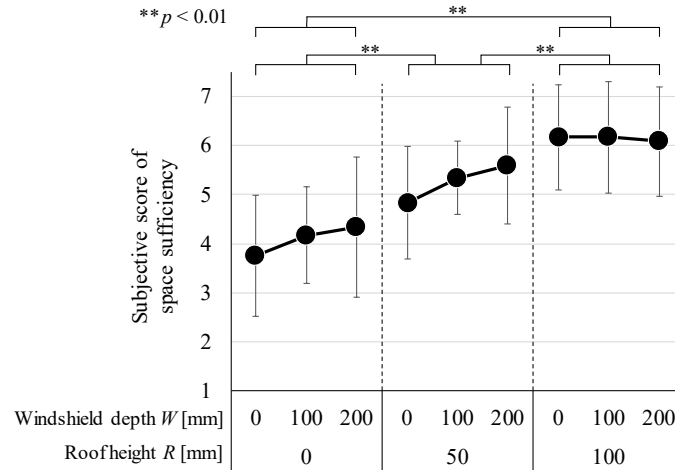 **p < 0.01
**
** **
7
6
5
4
3
2
1
Subjective score of
space sufficiency
Windshield depth W [mm] 0 100 200 0 100 200 0 100 200
Roof height R [mm] 0 50 100